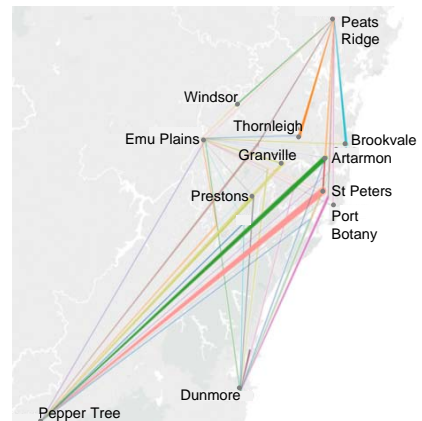 Peats
Ridge
Windsor
Thornleigh
Emu Plains
Brookvale
Granville
Artarmon
Prestons
St Peters
Port
Botany
Dunmore
Pepper Tree